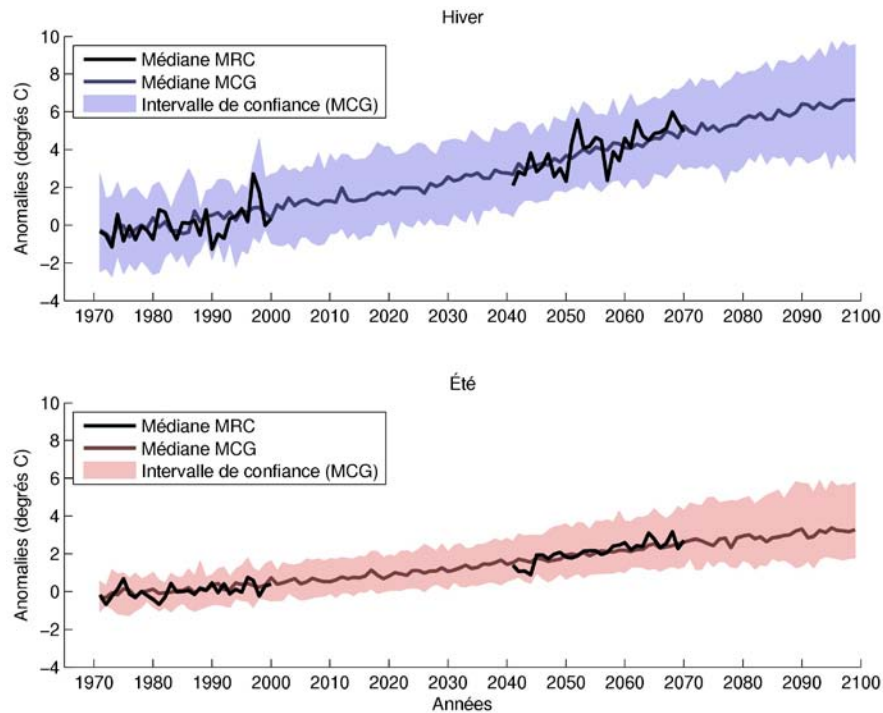 Hiver
10
8
6
4
2
0
−2
−4
Anomalies (degrés C)
Médiane MRC
Médiane MCG
Intervalle de confiance (MCG)
1970 1980 1990 2000 2010 2020 2030 2040 2050 2060 2070 2080 2090 2100
Été
10
8
6
4
2
0
−2
−4
Anomalies (degrés C)
Médiane MRC
Médiane MCG
Intervalle de confiance (MCG)
1970 1980 1990 2000 2010 2020 2030 2040 2050 2060 2070 2080 2090 2100
Années